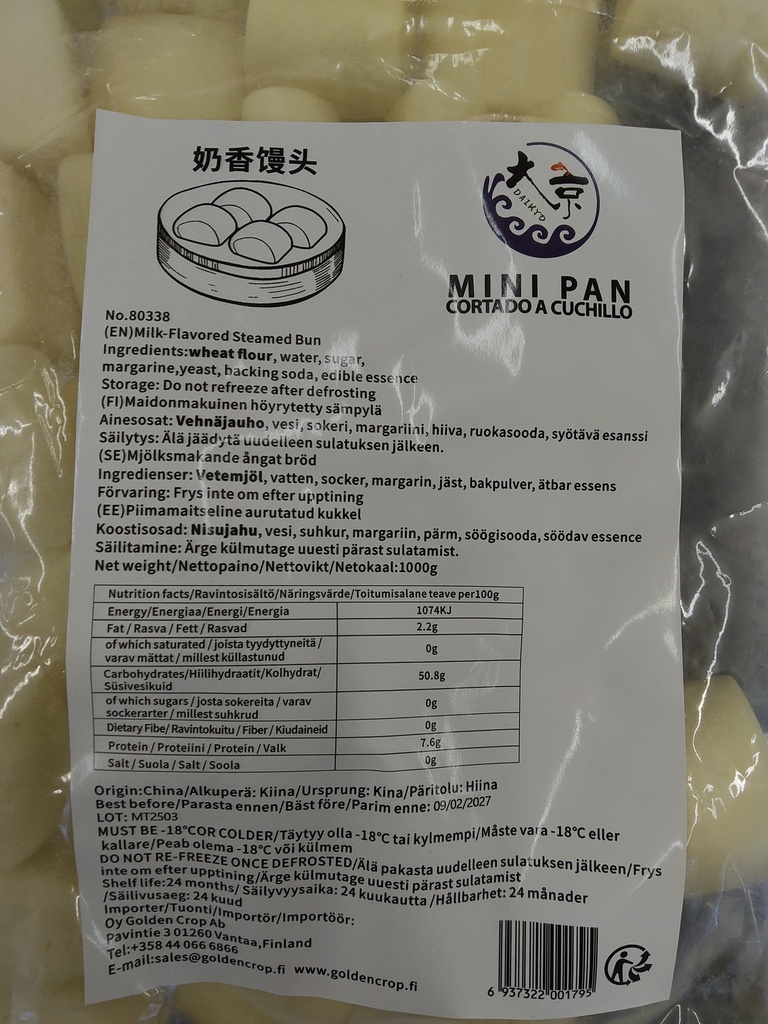 奶香馒头
大京
DAIKYO
MINI PAN
CORTADO A CUCHILLO
No.80338
(EN)Milk-Flavored Steamed Bun
Ingredients:wheat flour, water, sugar,
margarine,yeast, backing soda, edible essence
Storage: Do not refreeze after defrosting
(FI)Maidonmakuinen höyrytetty sämpylä
Ainesosat: Vehnäjauho, vesi, sokeri, margariini, hiiva, ruokasooda, syötävä esanssi
Säilytys: Älä jäädytä uudelleen sulatuksen jälkeen.
(SE)Mjölksmakande ångat bröd
Ingredienser: Vetemjöl, vatten, socker, margarin, jäst, bakpulver, ätbar essens
Förvaring: Frys inte om efter upptining
(EE)Piimamaitseline aurutatud kukkel
Koostisosad: Nisujahu, vesi, suhkur, margariin, pärm, söögisooda, söödav essence
Säilitamine: Ärge külmutage uuesti pärast sulatamist.
Net weight/Nettopaino/Nettovikt/Netokaal:1000g
Nutrition facts/Ravintosisältö/Näringsvärde/Toitumisalane teave per100g
Energy/Energiaa/Energi/Energia 1074KJ
Fat / Rasva / Fett / Rasvad 2.2g
of which saturated / joista tyydyttyneitä /
varav mättat / millest küllastunud 0g
Carbohydrates/Hiilihydraatit/Kolhydrat/
Süsivesikuid 50.8g
of which sugars / josta sokereita / varav
sockerarter / millest suhkrud 0g
Dietary Fibe/ Ravintokuitu / Fiber / Kiudaineid 0g
Protein / Proteiini / Protein / Valk 7.6g
Salt / Suola / Salt / Soola 0g
Origin:China/Alkuperä: Kiina/Ursprung: Kina/Päritolu: Hiina
Best before/Parasta ennen/Bäst före/Parim enne: 09/02/2027
LOT: MT2503
MUST BE -18°COR COLDER/Täytyy olla -18°C tai kylmempi/Måste vara -18°C eller
kallare/Peab olema -18°C või külmem
DO NOT RE-FREEZE ONCE DEFROSTED/Älä pakasta uudelleen sulatuksen jälkeen/Frys
inte om efter upptining/Ärge külmutage uuesti pärast sulatamist
Shelf life:24 months/ Säilyvyysaika: 24 kuukautta /Hållbarhet: 24 månader
/Säilivusaeg: 24 kuud
Importer/Tuonti/Importör/Importöör:
Oy Golden Crop Ab
Pavintie 3 01260 Vantaa,Finland
Tel:+358 44 066 6866
E-mail:sales@goldencrop.fi www.goldencrop.fi
6 937322 001795